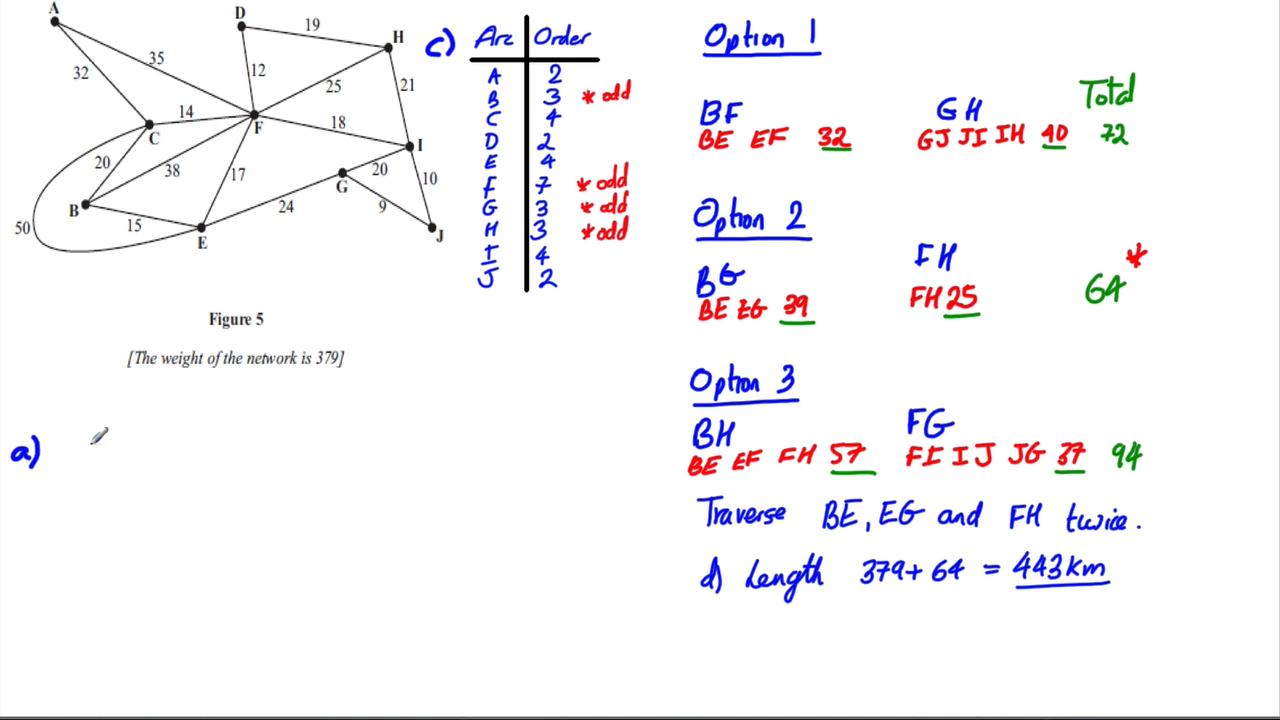 A
D
19
H
35
32
12
25
21
14
F
18
C
I
20
38
17
G
20
10
B
9
24
15
50
E
J
Figure 5
[The weight of the network is 379]
a)
c) Arc Order
A 2
B 3 * odd
C 4
D 2
E 4
F 7 * odd
G 3 * odd
H 3 * odd
I 4
J 2
Option 1
Total
BF GH
BE EF 32 GJ JI IH 40 72
Option 2
BG FH *
BE EG 39 FH 25 64
Option 3
BH FG
BE EF FH 57 FI IJ JG 37 94
Traverse BE, EG and FH twice.
d) Length 379 + 64 = 443km